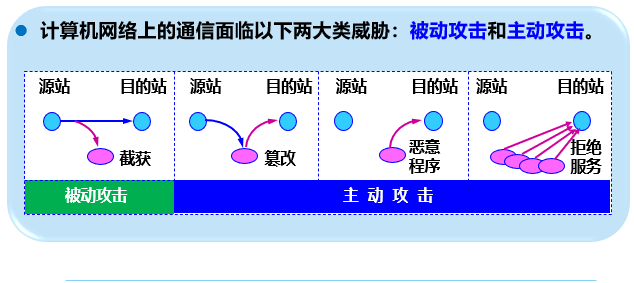 计算机网络上的通信面临以下两大类威胁：被动攻击和主动攻击。
源站 目的站 源站 目的站 源站 目的站 源站 目的站
截获
篡改
恶意
程序
拒绝
服务
被动攻击
主 动 攻 击